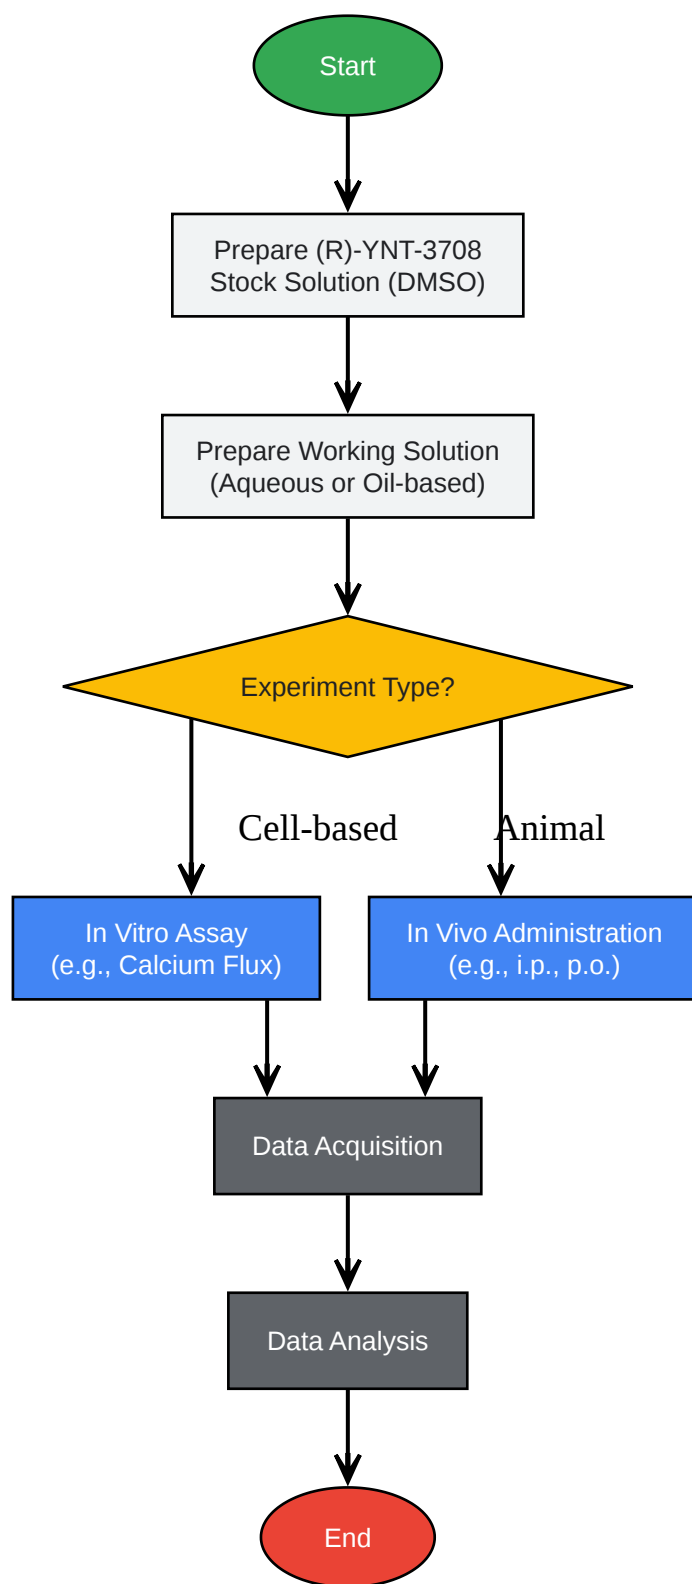 Start
Prepare (R)-YNT-3708
Stock Solution (DMSO)
Prepare Working Solution
(Aqueous or Oil-based)
Experiment Type?
Cell-based
Animal
In Vitro Assay
(e.g., Calcium Flux)
In Vivo Administration
(e.g., i.p., p.o.)
Data Acquisition
Data Analysis
End